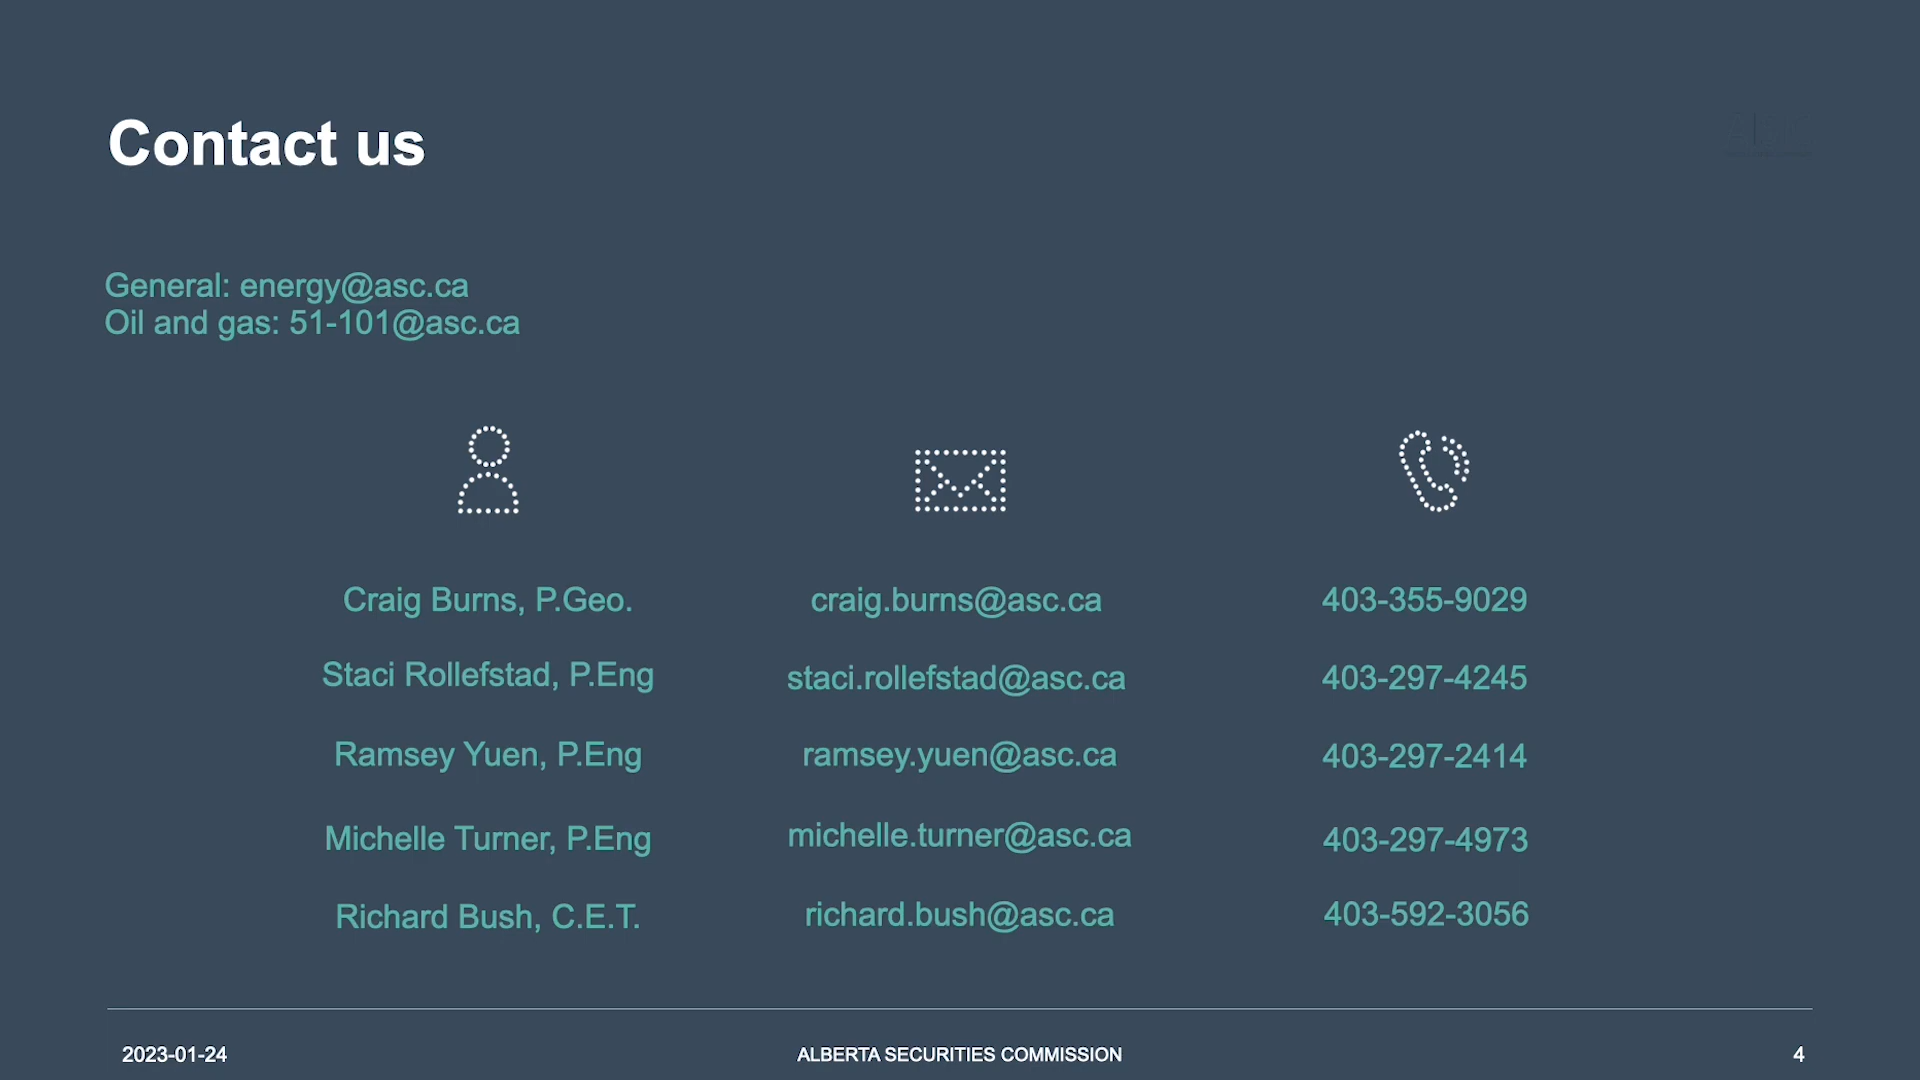 Contact us
General: energy@asc.ca
Oil and gas: 51-101@asc.ca
Craig Burns, P.Geo. craig.burns@asc.ca 403-355-9029
Staci Rollefstad, P.Eng staci.rollefstad@asc.ca 403-297-4245
Ramsey Yuen, P.Eng ramsey.yuen@asc.ca 403-297-2414
Michelle Turner, P.Eng michelle.turner@asc.ca 403-297-4973
Richard Bush, C.E.T. richard.bush@asc.ca 403-592-3056
2023-01-24 ALBERTA SECURITIES COMMISSION 4